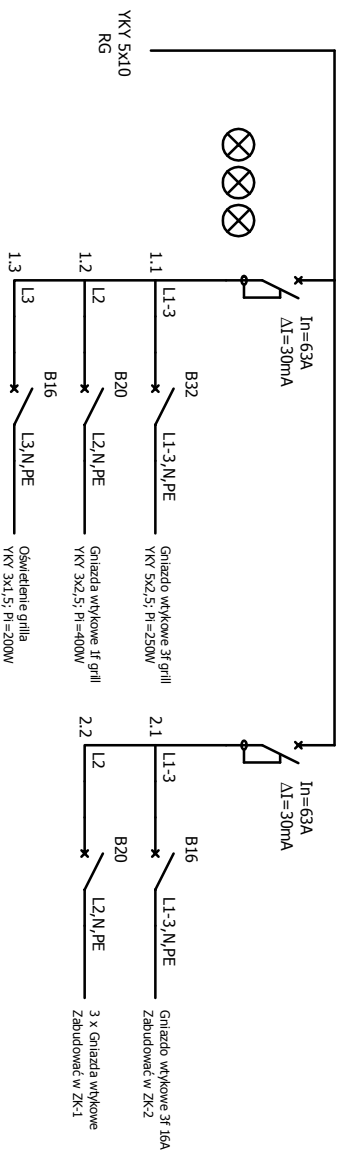 YKY 5x10
RG
In=63A
ΔI=30mA
1.1
L1-3
B32
L1-3,N,PE
Gniazdo wtykowe 3f grill
YKY 5x2,5; Pi=250W
1.2
L2
B20
L2,N,PE
Gniazda wtykowe 1f grill
YKY 3x2,5; Pi=400W
1.3
L3
B16
L3,N,PE
Oświetlenie grilla
YKY 3x1,5; Pi=200W
In=63A
ΔI=30mA
2.1
L1-3
B16
L1-3,N,PE
Gniazdo wtykowe 3f 16A
Zabudować w ZK-2
2.2
L2
B20
L2,N,PE
3 x Gniazda wtykowe
Zabudować w ZK-1